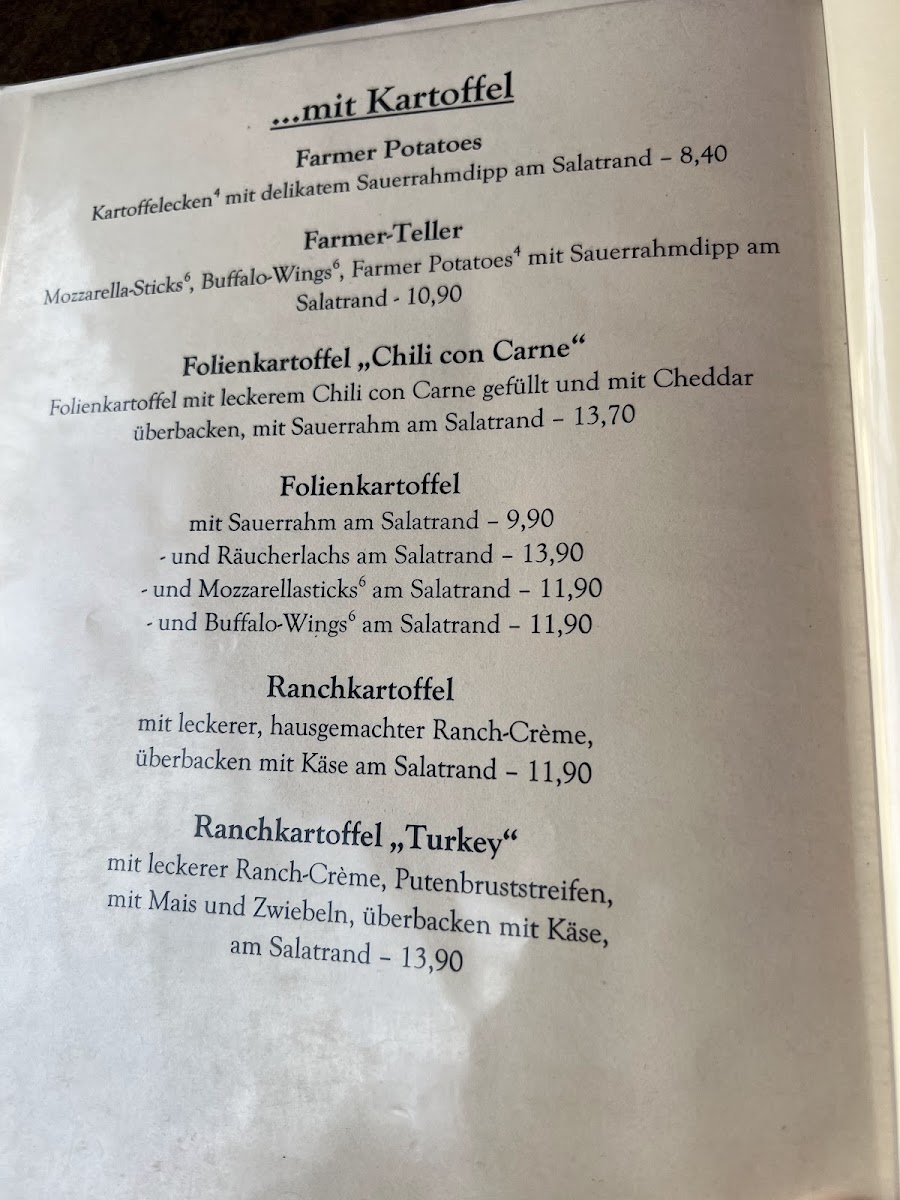 ...mit Kartoffel
Farmer Potatoes
Kartoffelecken⁴ mit delikatem Sauerrahmdipp am Salatrand – 8,40
Farmer-Teller
Mozzarella-Sticks⁶, Buffalo-Wings⁶, Farmer Potatoes⁴ mit Sauerrahmdipp am
Salatrand - 10,90
Folienkartoffel „Chili con Carne“
Folienkartoffel mit leckerem Chili con Carne gefüllt und mit Cheddar
überbacken, mit Sauerrahm am Salatrand – 13,70
Folienkartoffel
mit Sauerrahm am Salatrand – 9,90
- und Räucherlachs am Salatrand – 13,90
- und Mozzarellasticks⁶ am Salatrand – 11,90
- und Buffalo-Wings⁶ am Salatrand – 11,90
Ranchkartoffel
mit leckerer, hausgemachter Ranch-Crème,
überbacken mit Käse am Salatrand – 11,90
Ranchkartoffel „Turkey“
mit leckerer Ranch-Crème, Putenbruststreifen,
mit Mais und Zwiebeln, überbacken mit Käse,
am Salatrand – 13,90